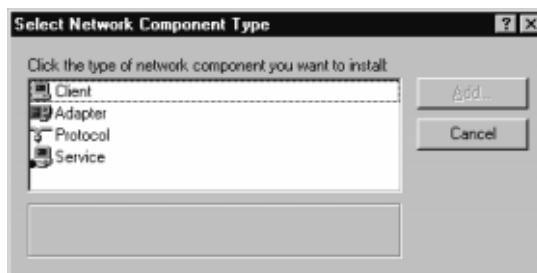 Select Network Component Type
Click the type of network component you want to install:
Client
Adapter
Protocol
Service
Add...
Cancel